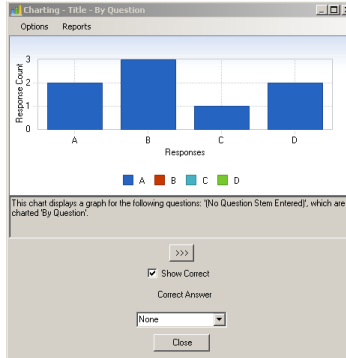 Charting - Title - By Question
Options Reports
3
2
1
0
Response Count
A B C D
Responses
A B C D
This chart displays a graph for the following questions: '(No Question Stem Entered)', which are
charted 'By Question'.
>>>
Show Correct
Correct Answer
None
Close